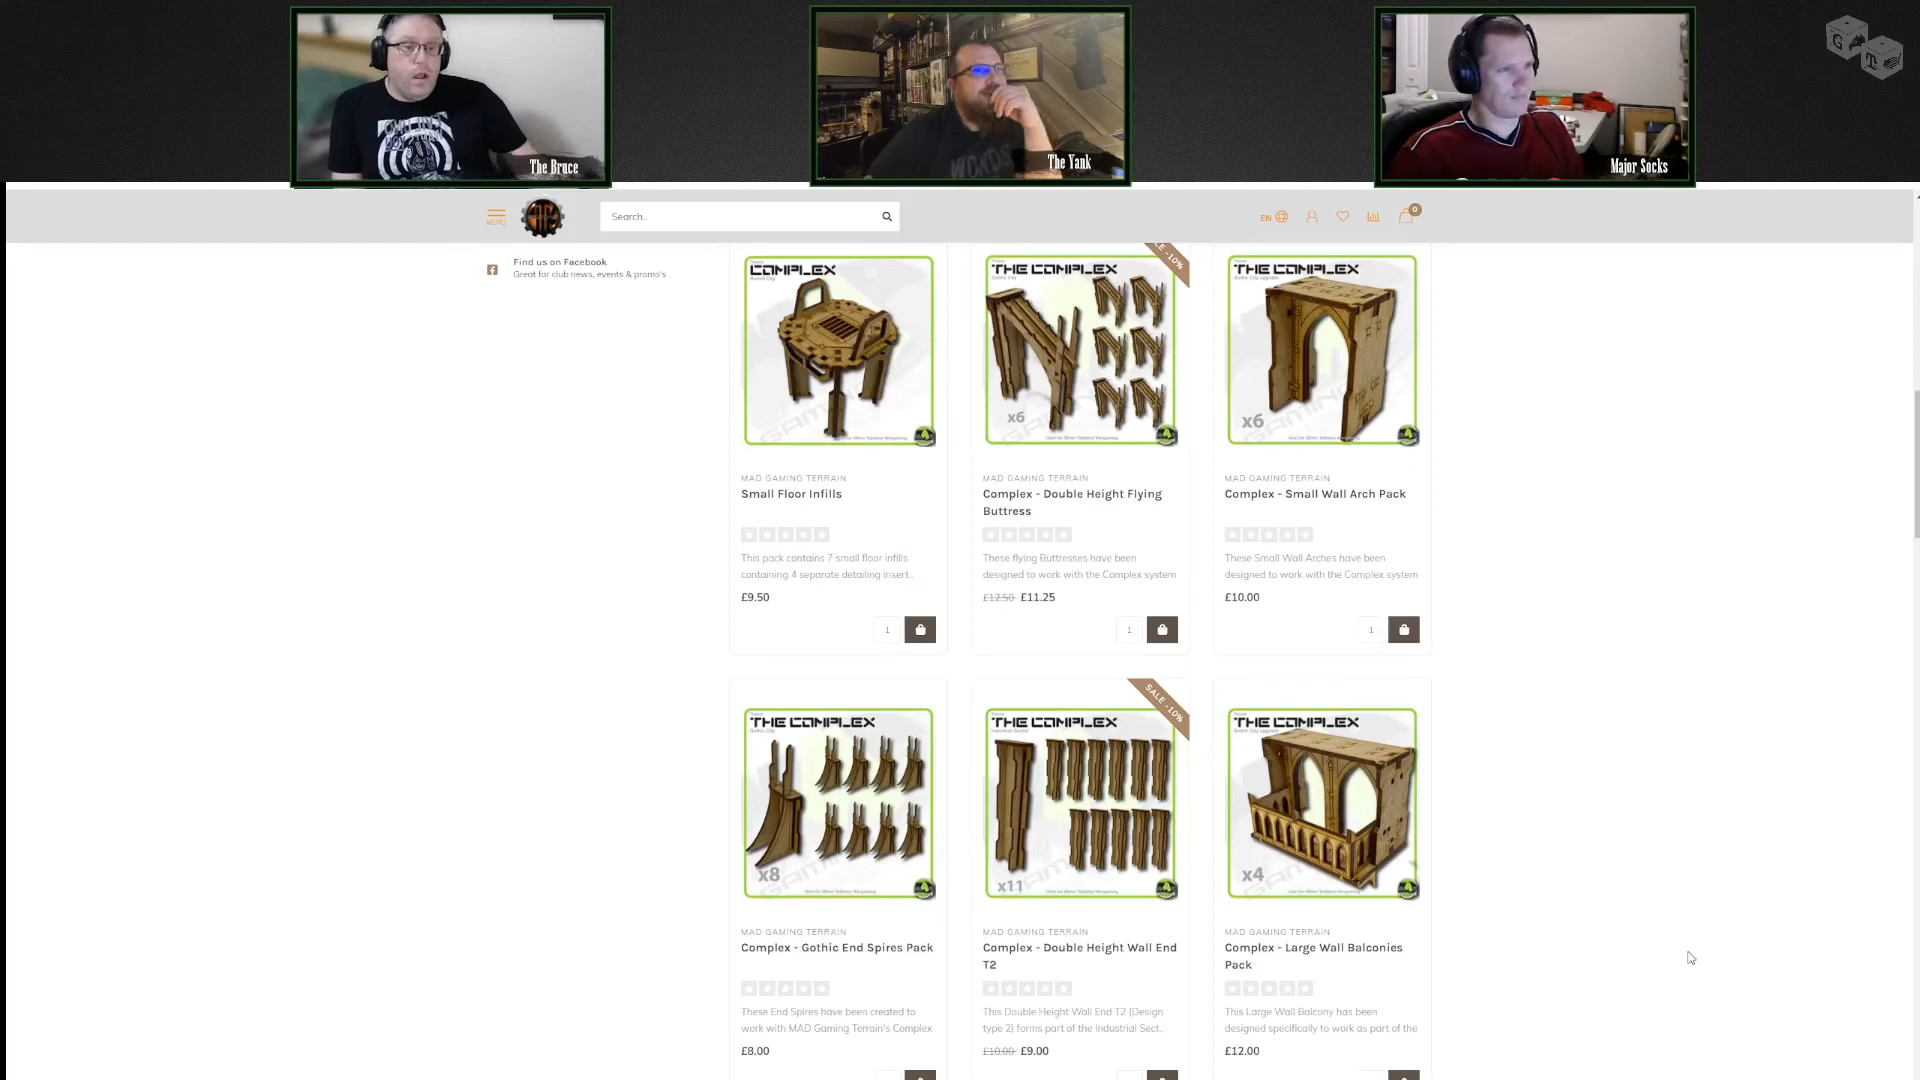 The Bruce
The Yank
Major Socks
WORDS
MENU
Search..
EN
0
Find us on Facebook
Great for club news, events & promo's
COMPLEX
MAD GAMING TERRAIN
Small Floor Infills
This pack contains 7 small floor infills
containing 4 separate detailing insert..
£9.50
1
SALE -10%
THE COMPLEX
x6
MAD GAMING TERRAIN
Complex - Double Height Flying
Buttress
These flying Buttresses have been
designed to work with the Complex system
£12.50 £11.25
1
THE COMPLEX
x6
MAD GAMING TERRAIN
Complex - Small Wall Arch Pack
These Small Wall Arches have been
designed to work with the Complex system
£10.00
1
THE COMPLEX
x8
MAD GAMING TERRAIN
Complex - Gothic End Spires Pack
These End Spires have been created to
work with MAD Gaming Terrain's Complex
£8.00
SALE -10%
THE COMPLEX
x11
MAD GAMING TERRAIN
Complex - Double Height Wall End
T2
This Double Height Wall End T2 (Design
type 2) forms part of the Industrial Sect..
£10.00 £9.00
THE COMPLEX
x4
MAD GAMING TERRAIN
Complex - Large Wall Balconies
Pack
This Large Wall Balcony has been
designed specifically to work as part of the
£12.00